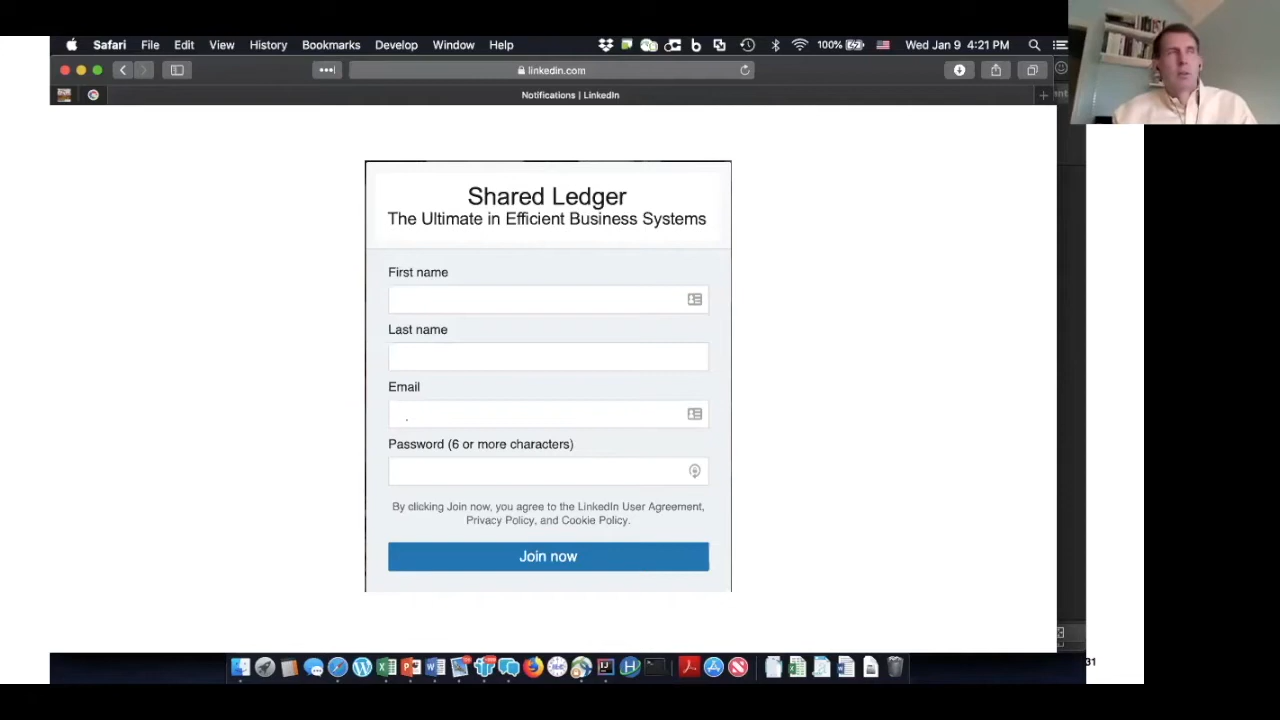 Safari File Edit View History Bookmarks Develop Window Help 100% Wed Jan 9 4:21 PM
linkedin.com
Notifications | LinkedIn
Shared Ledger
The Ultimate in Efficient Business Systems
First name
Last name
Email
Password (6 or more characters)
By clicking Join now, you agree to the LinkedIn User Agreement,
Privacy Policy, and Cookie Policy.
Join now
31